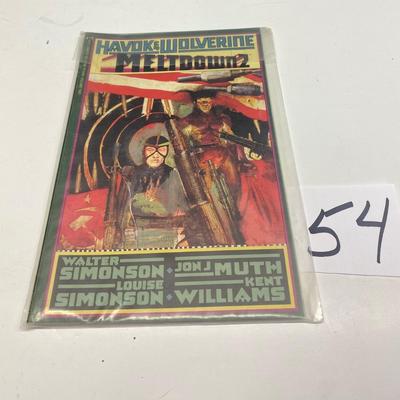 HAVOK & WOLVERINE
MELTDOWN 2
WALTER
SIMONSON
JON J MUTH
LOUISE
SIMONSON
KENT
WILLIAMS
54